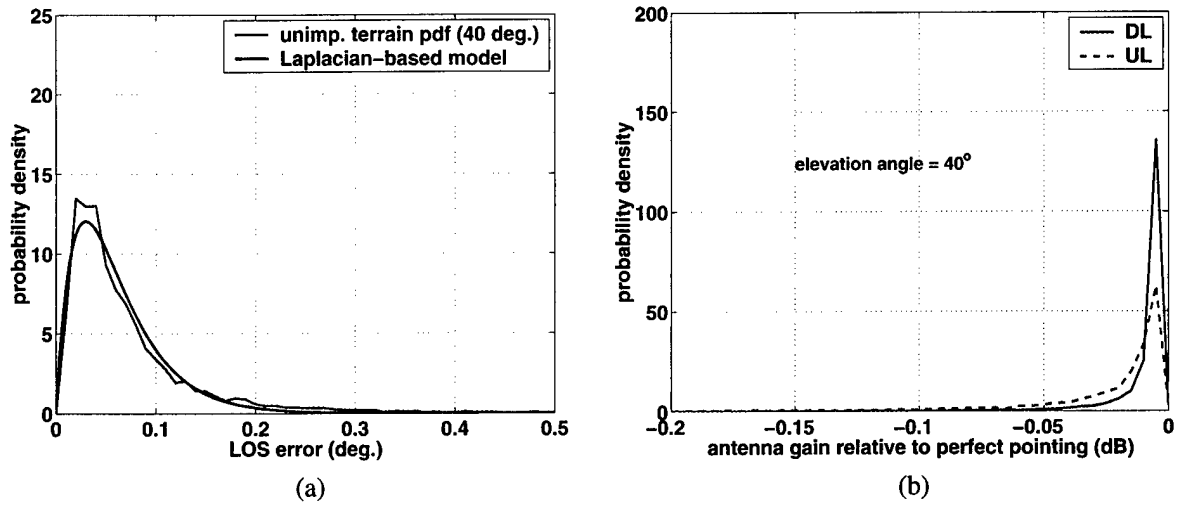 25
20
15
10
5
0
probability density
unimp. terrain pdf (40 deg.)
Laplacian-based model
0 0.1 0.2 0.3 0.4 0.5
LOS error (deg.)
(a)
200
150
100
50
0
probability density
DL
UL
elevation angle = 40°
-0.2 -0.15 -0.1 -0.05 0
antenna gain relative to perfect pointing (dB)
(b)